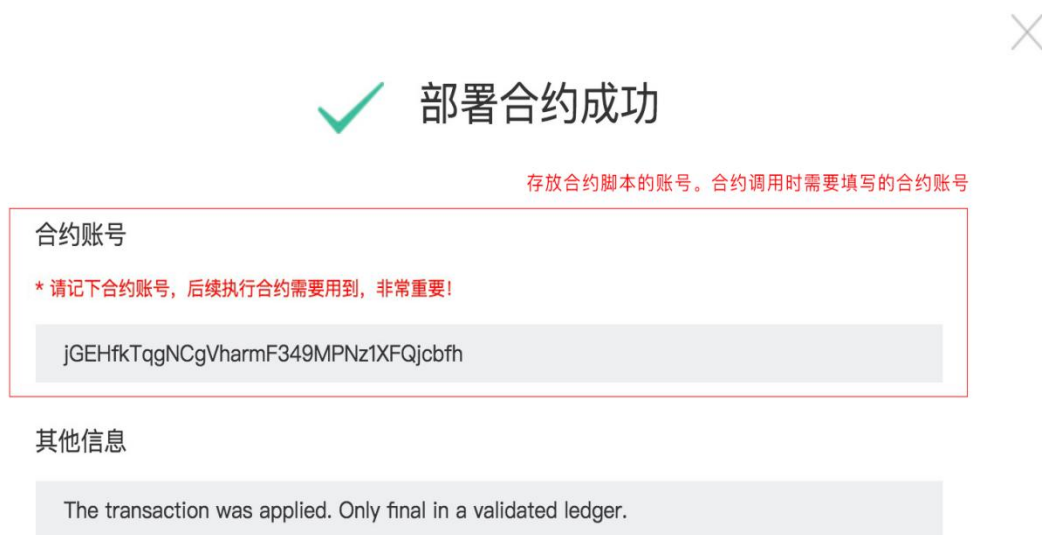 部署合约成功
存放合约脚本的账号。合约调用时需要填写的合约账号
合约账号
* 请记下合约账号，后续执行合约需要用到，非常重要!
jGEHfkTqgNCgVharmF349MPNz1XFQjcbfh
其他信息
The transaction was applied. Only final in a validated ledger.